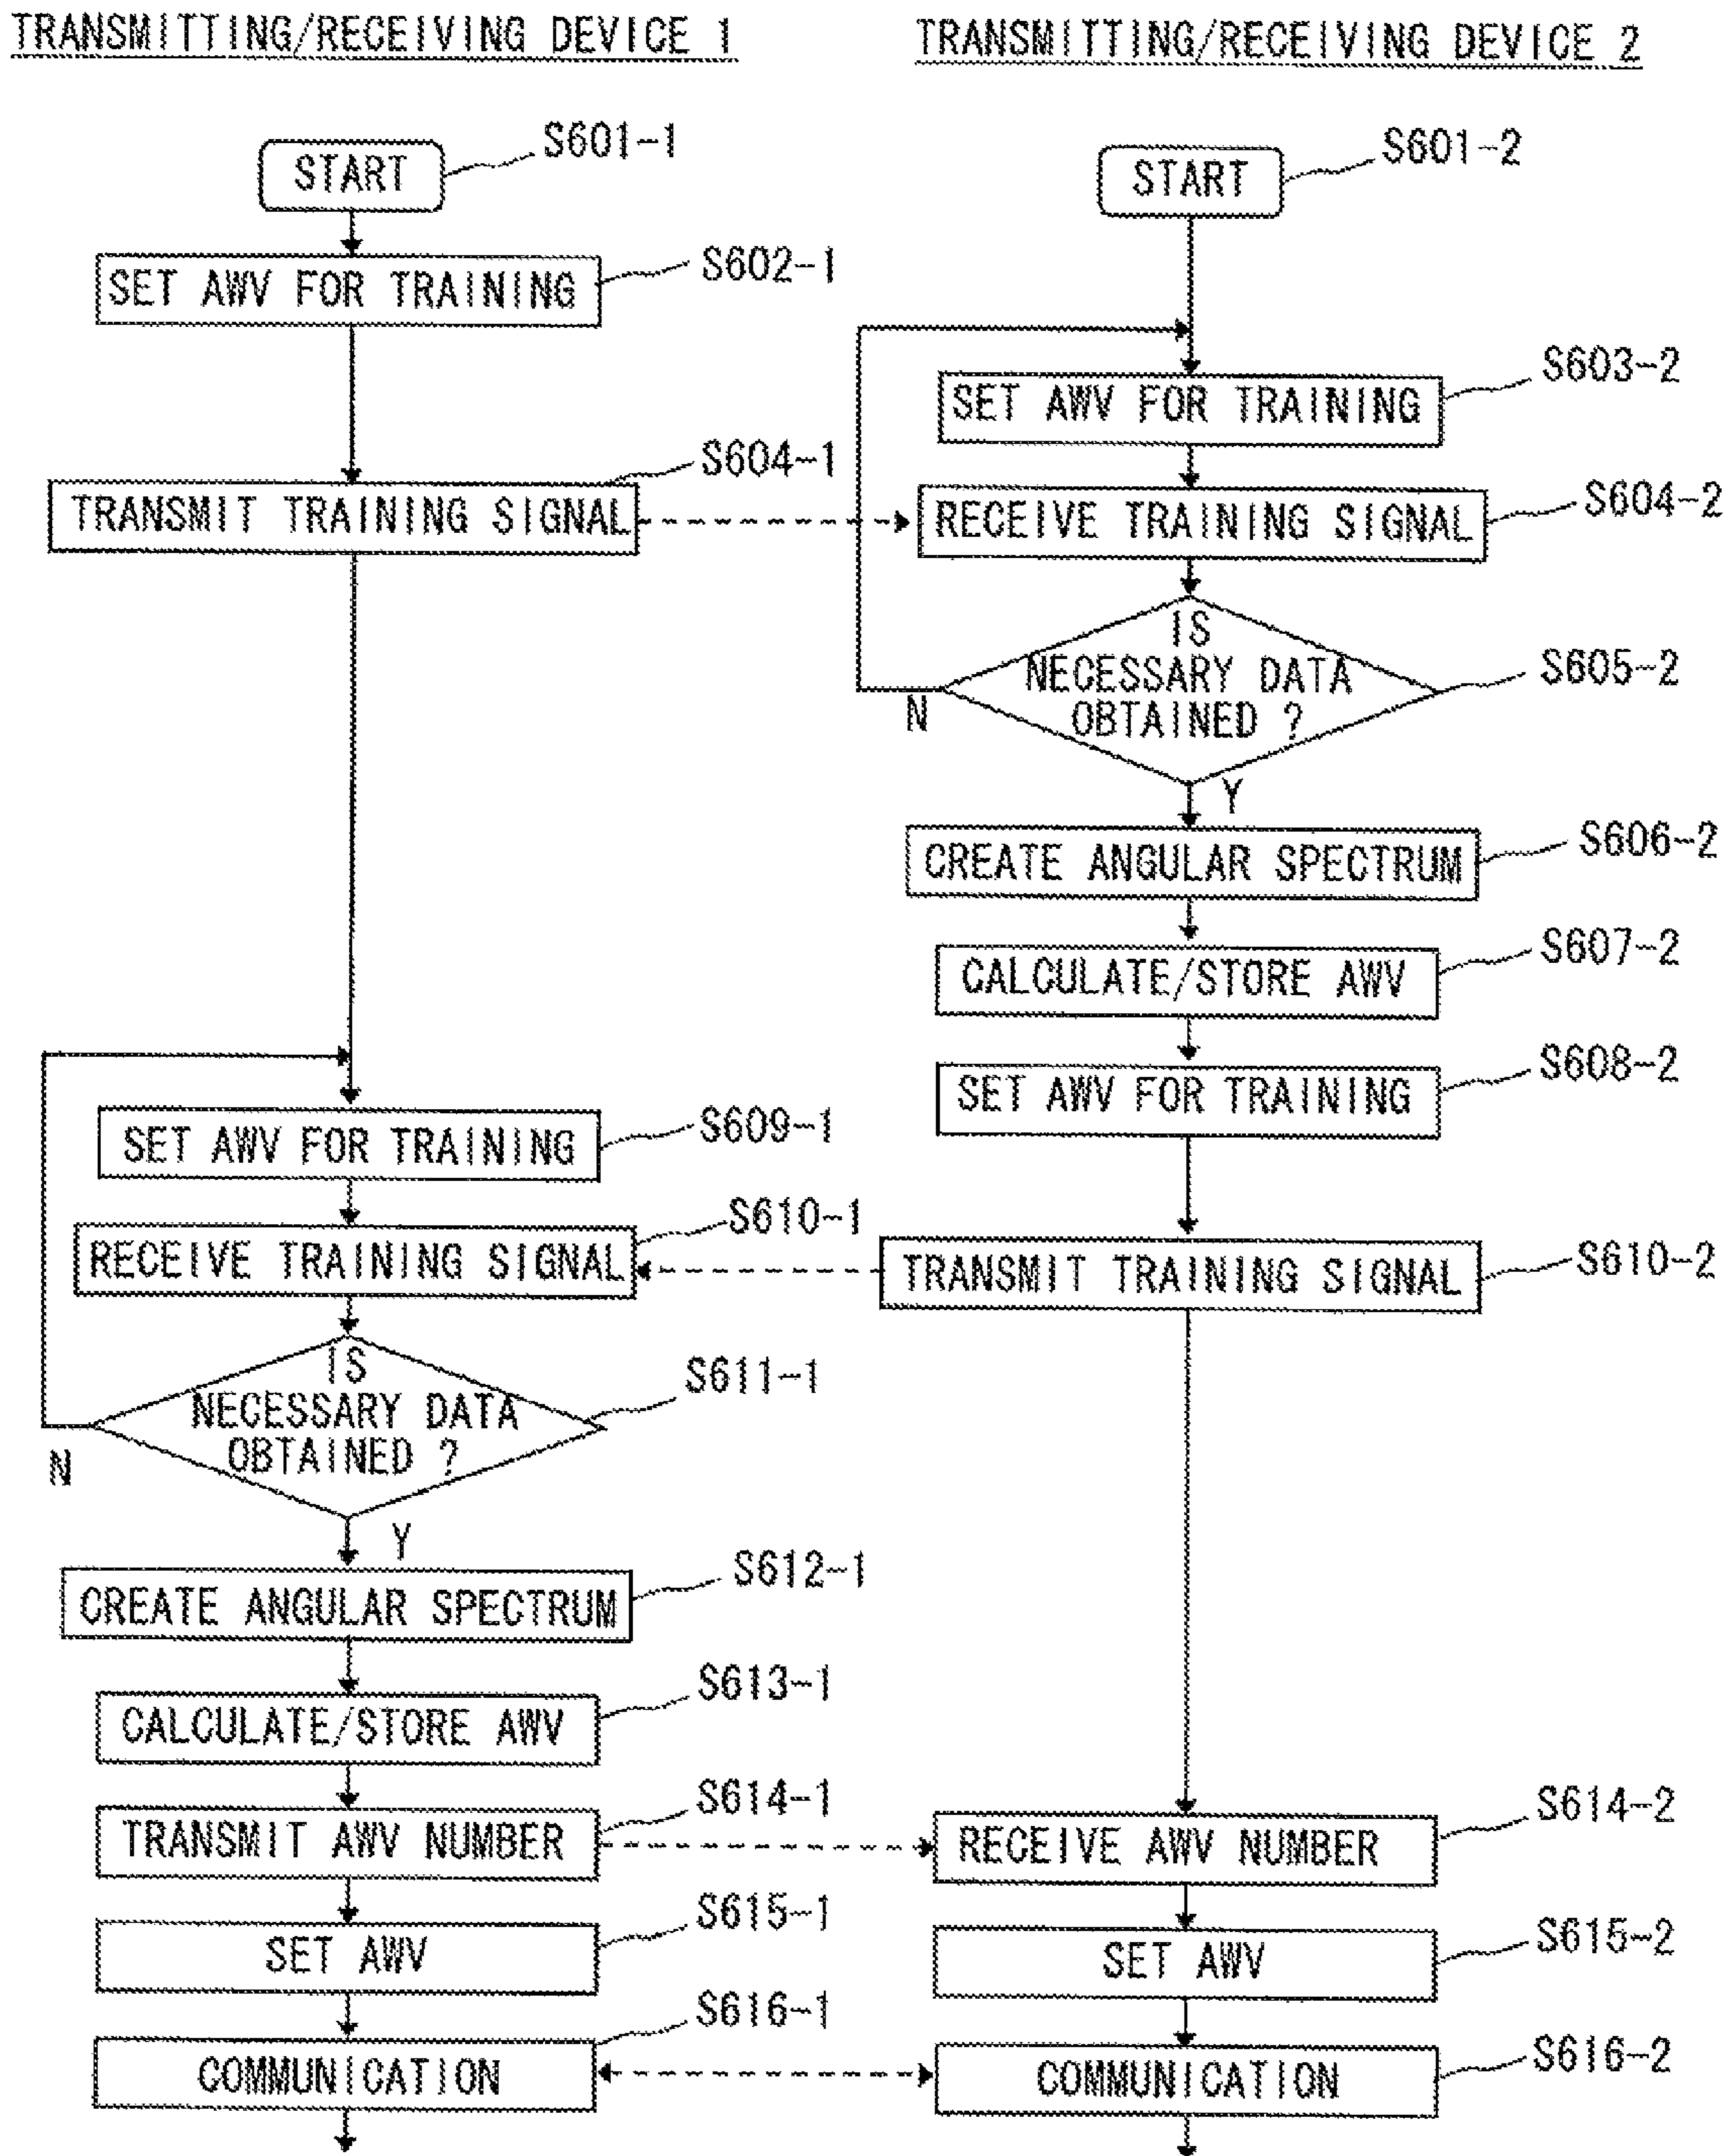 TRANSMITTING/RECEIVING DEVICE 1
TRANSMITTING/RECEIVING DEVICE 2
START
S601-1
START
S601-2
SET AWV FOR TRAINING
S602-1
SET AWV FOR TRAINING
S603-2
TRANSMIT TRAINING SIGNAL
S604-1
RECEIVE TRAINING SIGNAL
S604-2
IS
NECESSARY DATA
OBTAINED ?
S605-2
N
Y
CREATE ANGULAR SPECTRUM
S606-2
CALCULATE/STORE AWV
S607-2
SET AWV FOR TRAINING
S608-2
SET AWV FOR TRAINING
S609-1
RECEIVE TRAINING SIGNAL
S610-1
TRANSMIT TRAINING SIGNAL
S610-2
IS
NECESSARY DATA
OBTAINED ?
S611-1
N
Y
CREATE ANGULAR SPECTRUM
S612-1
CALCULATE/STORE AWV
S613-1
TRANSMIT AWV NUMBER
S614-1
RECEIVE AWV NUMBER
S614-2
SET AWV
S615-1
SET AWV
S615-2
COMMUNICATION
S616-1
COMMUNICATION
S616-2